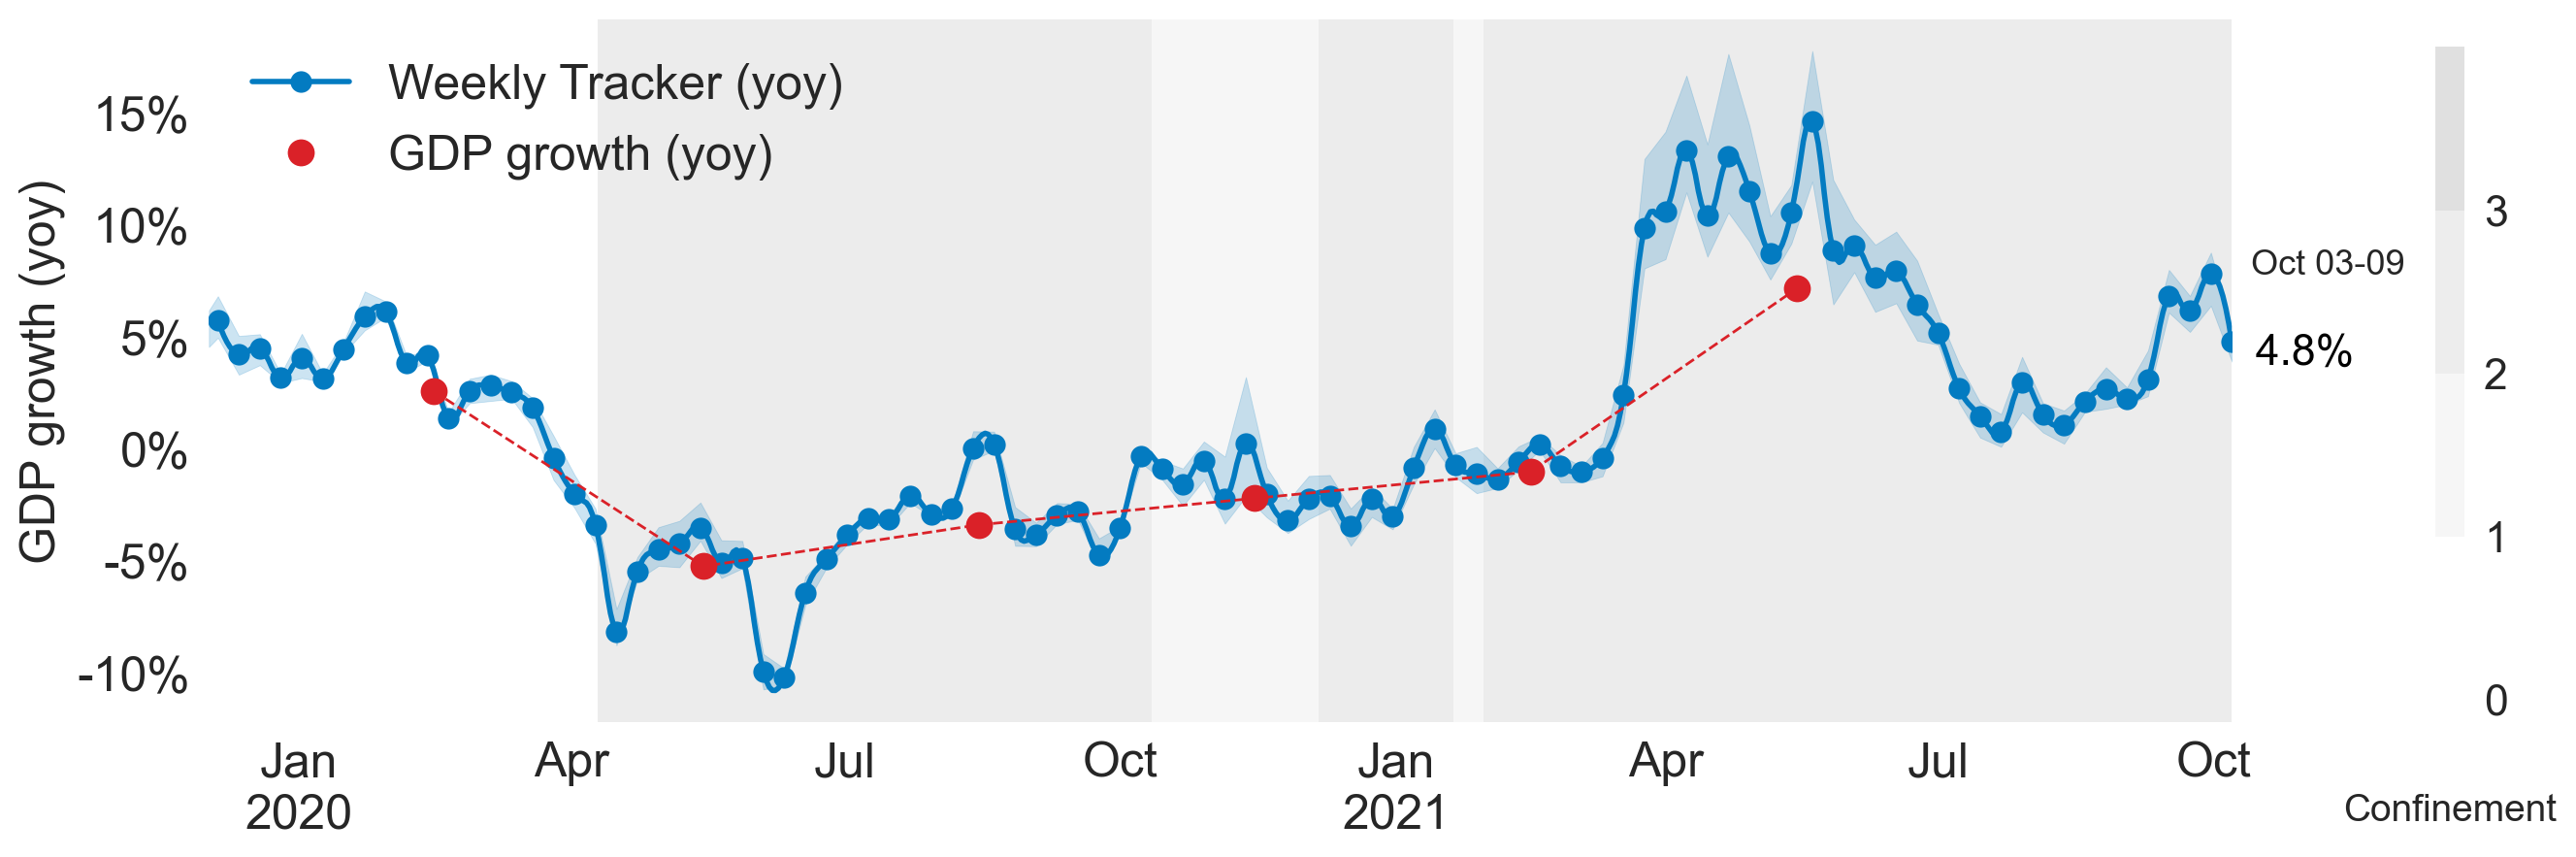 Weekly Tracker (yoy)
GDP growth (yoy)
GDP growth (yoy)
15%
10%
5%
0%
-5%
-10%
Jan
2020
Apr
Jul
Oct
Jan
2021
Apr
Jul
Oct
Oct 03-09
4.8%
3
2
1
0
Confinement